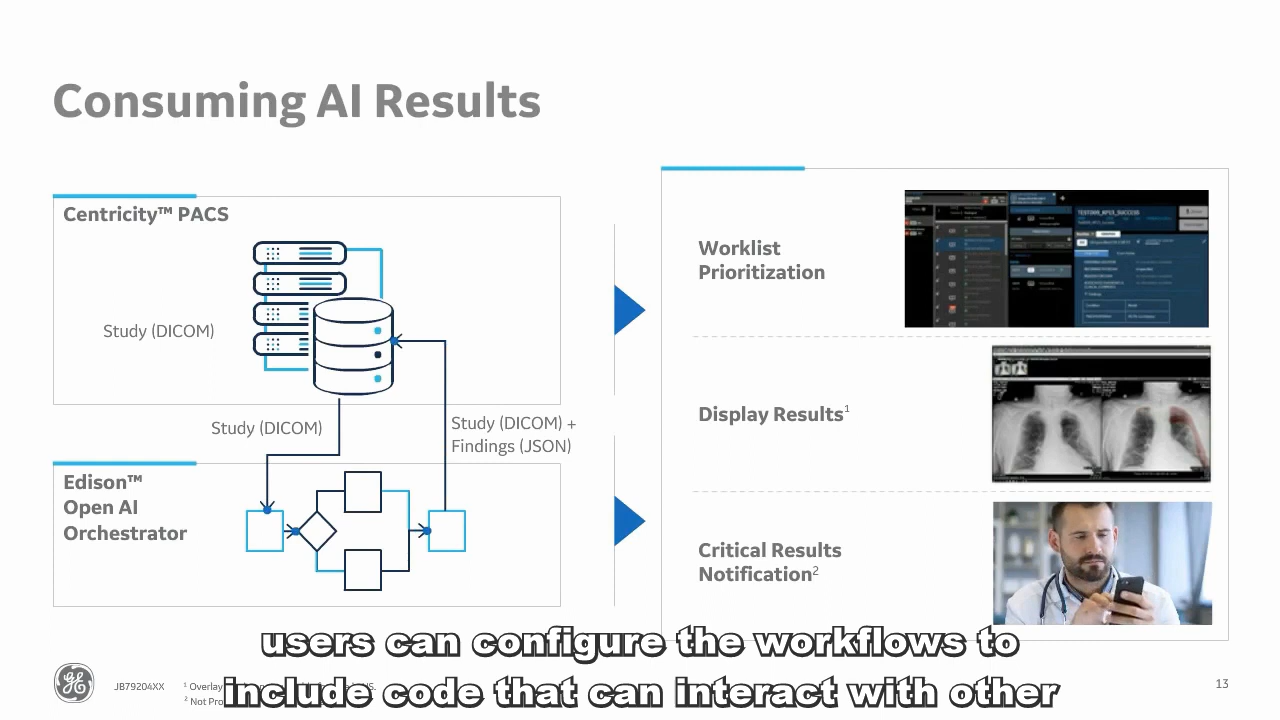 Consuming AI Results
Centricity™ PACS
Study (DICOM)
Study (DICOM)
Study (DICOM) +
Findings (JSON)
Edison™
Open AI
Orchestrator
Worklist
Prioritization
TESTGSM_KPI3_SUCCESS
Display Results¹
Critical Results
Notification²
users can configure the workflows to
include code that can interact with other
JB79204XX
¹ Overlay
² Not
13